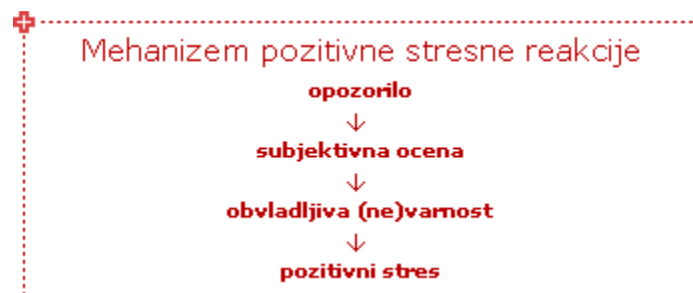 Mehanizem pozitivne stresne reakcije
opozorilo
↓
subjektivna ocena
↓
obvladljiva (ne)varnost
↓
pozitivni stres